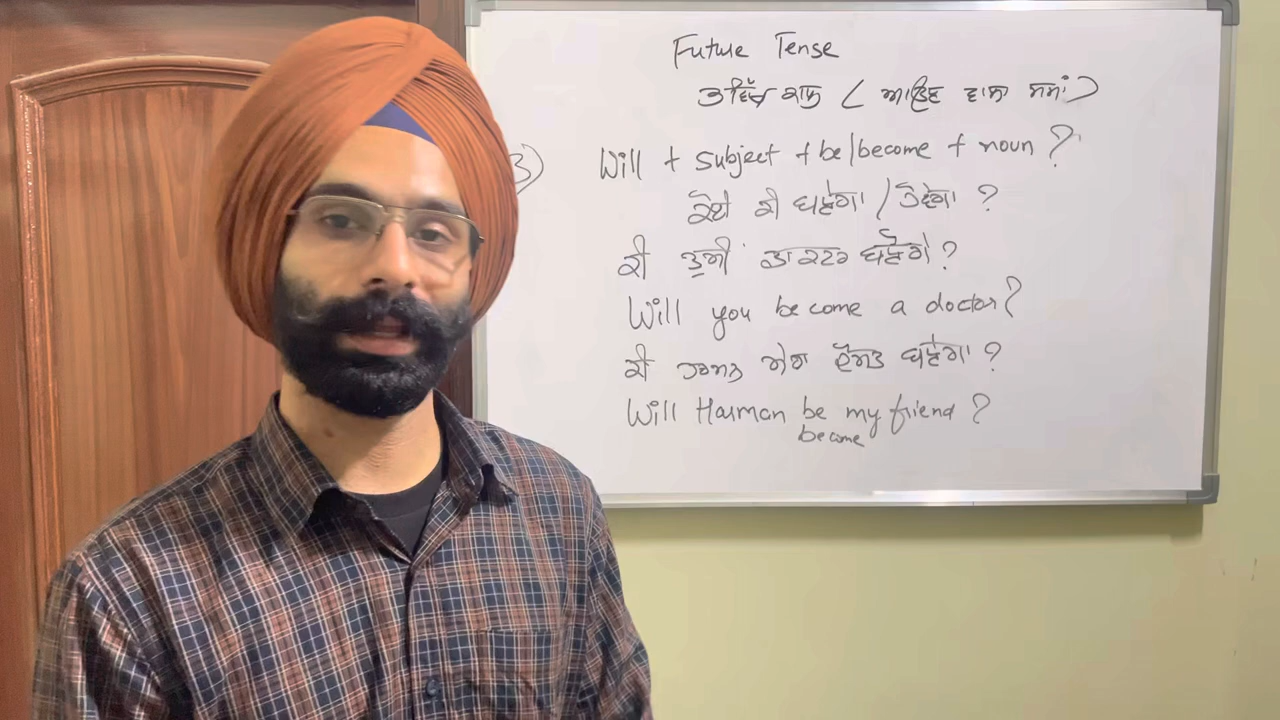 Future Tense
ਭਵਿੱਖ ਕਾਲ ( ਆਉਣ ਵਾਲਾ ਸਮਾਂ )
3) Will + Subject + be/become + noun ?
ਕੋਈ ਕੀ ਬਣੇਗਾ / ਹੋਵੇਗਾ ?
ਕੀ ਤੁਸੀਂ ਡਾਕਟਰ ਬਣੋਗੇ ?
Will you become a doctor?
ਕੀ ਹਰਮਨ ਮੇਰਾ ਦੋਸਤ ਬਣੇਗਾ ?
Will Harman be my friend ?
become